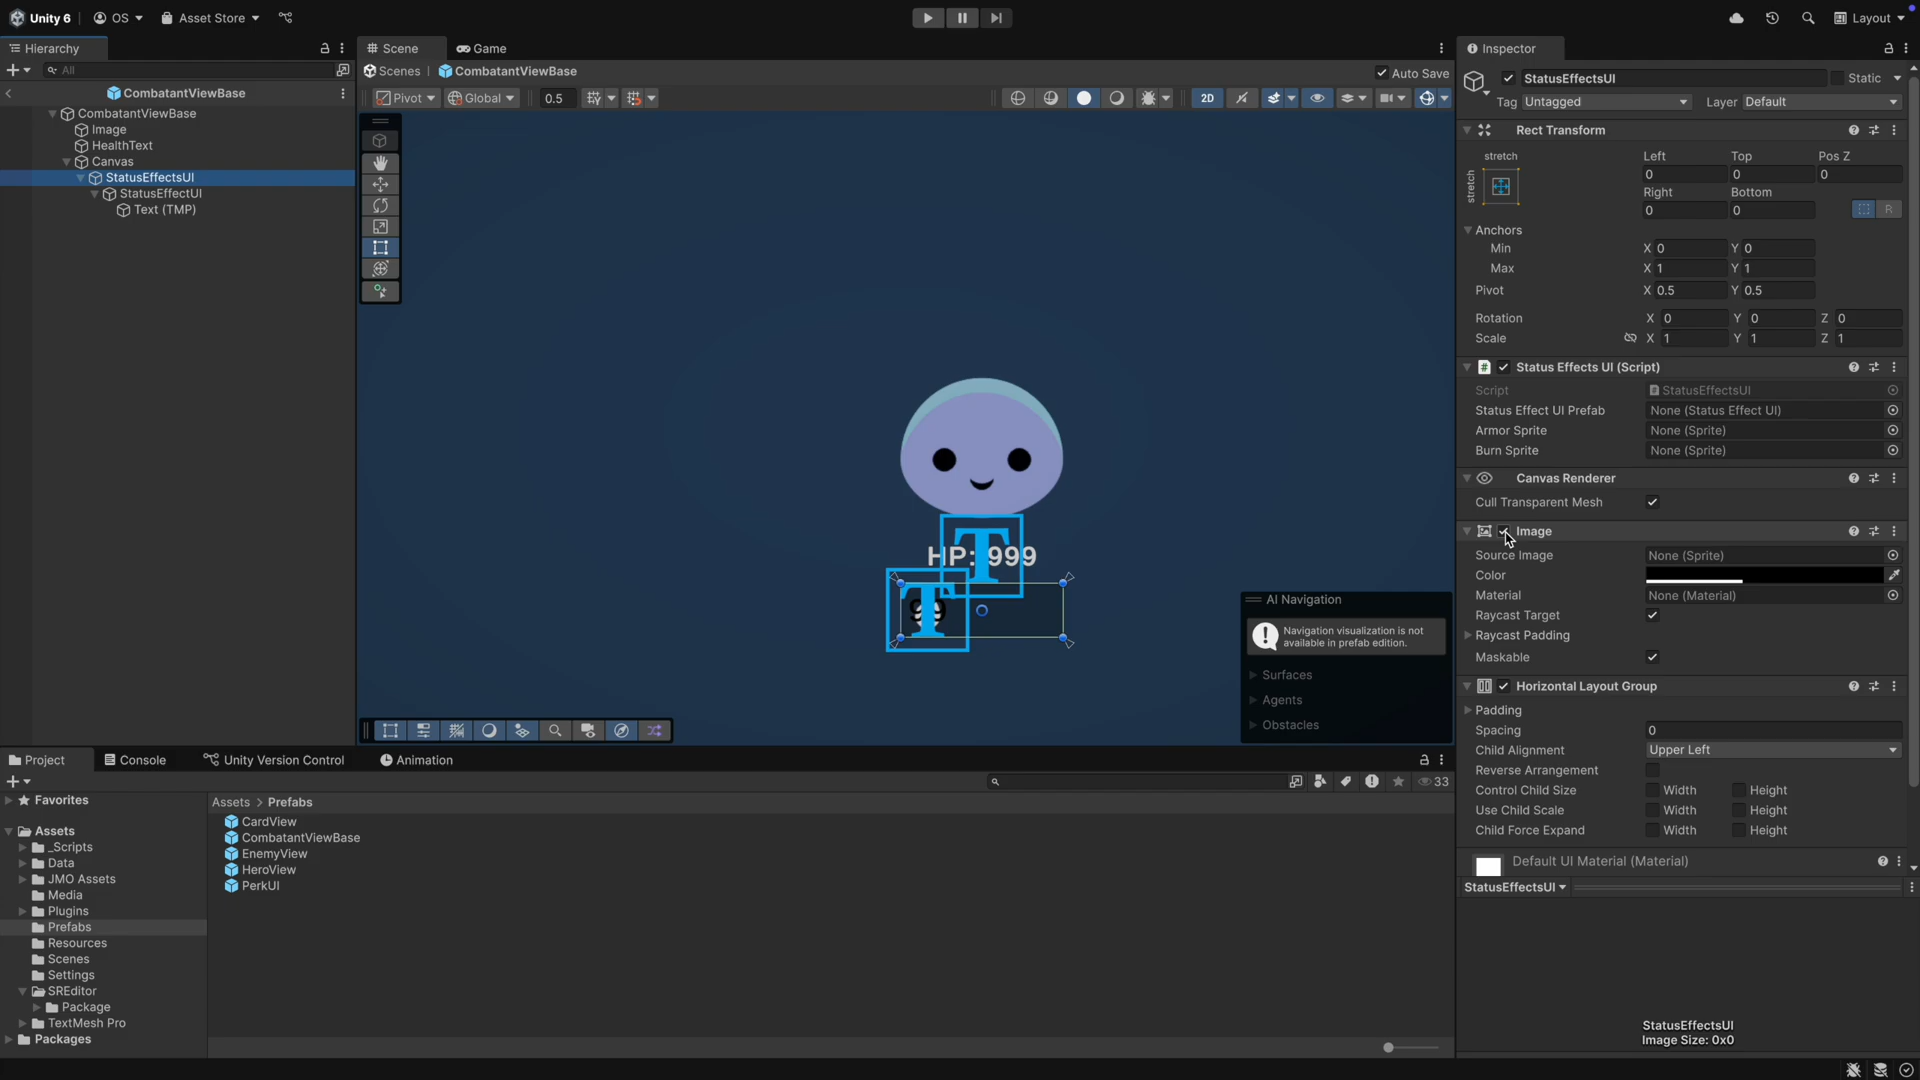 Unity 6
OS
Asset Store
Layout
Hierarchy
All
CombatantViewBase
CombatantViewBase
Image
HealthText
Canvas
StatusEffectsUI
StatusEffectUI
Text (TMP)
Scene
Game
Scenes
CombatantViewBase
Auto Save
Pivot
Global
0.5
2D
HP: 999
T
99
T
AI Navigation
Navigation visualization is not
available in prefab edition.
Surfaces
Agents
Obstacles
Inspector
StatusEffectsUI
Static
Tag
Untagged
Layer
Default
Rect Transform
stretch
stretch
Left
Top
Pos Z
0
0
0
Right
Bottom
0
0
R
Anchors
Min
X 0
Y 0
Max
X 1
Y 1
Pivot
X 0.5
Y 0.5
Rotation
X 0
Y 0
Z 0
Scale
X 1
Y 1
Z 1
Status Effects UI (Script)
Script
StatusEffectsUI
Status Effect UI Prefab
None (Status Effect UI)
Armor Sprite
None (Sprite)
Burn Sprite
None (Sprite)
Canvas Renderer
Cull Transparent Mesh
Image
Source Image
None (Sprite)
Color
Material
None (Material)
Raycast Target
Raycast Padding
Maskable
Horizontal Layout Group
Padding
Spacing
0
Child Alignment
Upper Left
Reverse Arrangement
Control Child Size
Width
Height
Use Child Scale
Width
Height
Child Force Expand
Width
Height
Default UI Material (Material)
StatusEffectsUI
StatusEffectsUI
Image Size: 0x0
Project
Console
Unity Version Control
Animation
33
Favorites
Assets
_Scripts
Data
JMO Assets
Media
Plugins
Prefabs
Resources
Scenes
Settings
SREditor
Package
TextMesh Pro
Packages
Assets > Prefabs
CardView
CombatantViewBase
EnemyView
HeroView
PerkUI